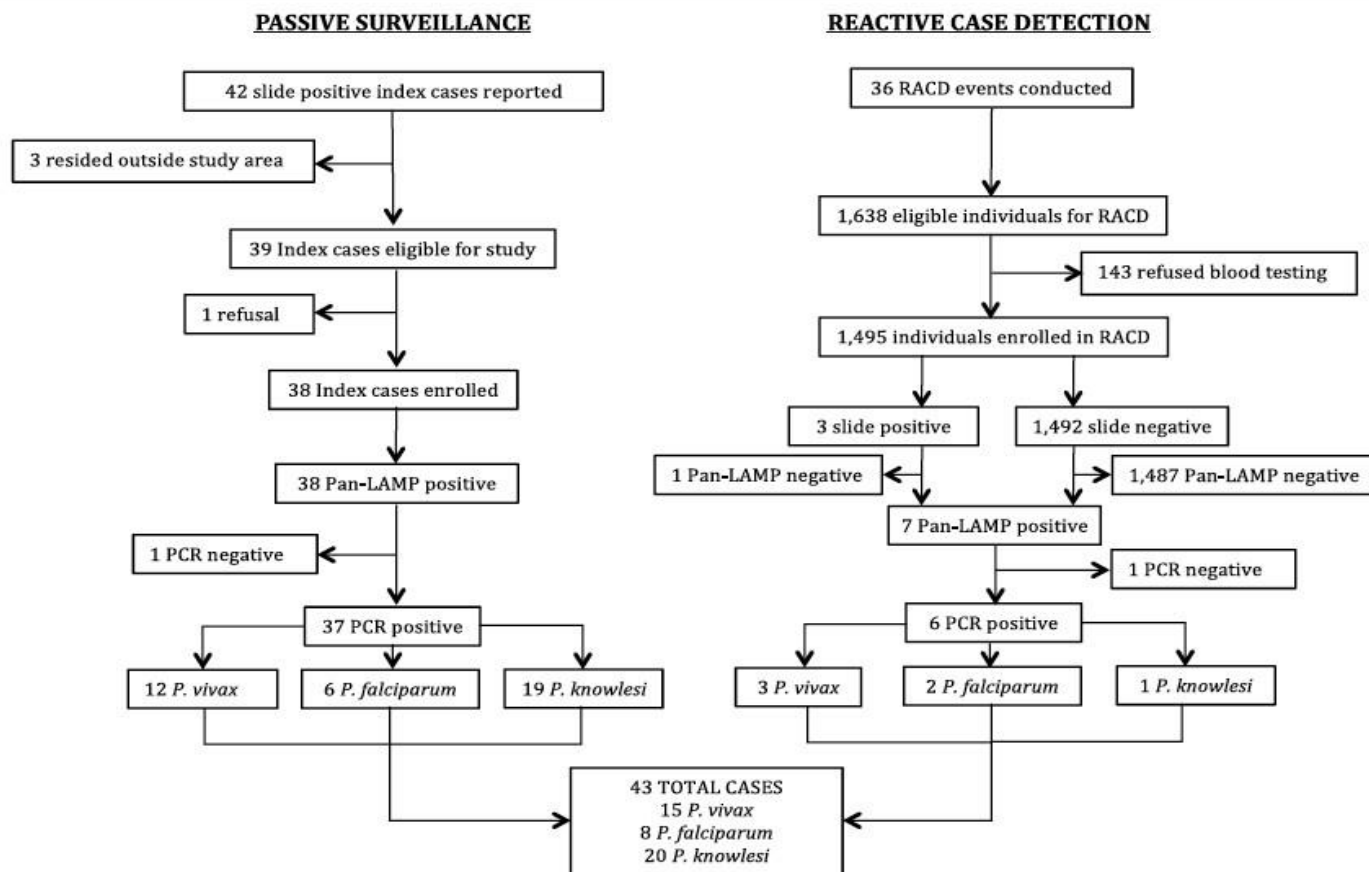 PASSIVE SURVEILLANCE
42 slide positive index cases reported
3 resided outside study area
39 Index cases eligible for study
1 refusal
38 Index cases enrolled
38 Pan-LAMP positive
1 PCR negative
37 PCR positive
12 P. vivax
6 P. falciparum
19 P. knowlesi
REACTIVE CASE DETECTION
36 RACD events conducted
1,638 eligible individuals for RACD
143 refused blood testing
1,495 individuals enrolled in RACD
3 slide positive
1,492 slide negative
1 Pan-LAMP negative
1,487 Pan-LAMP negative
7 Pan-LAMP positive
1 PCR negative
6 PCR positive
3 P. vivax
2 P. falciparum
1 P. knowlesi
43 TOTAL CASES
15 P. vivax
8 P. falciparum
20 P. knowlesi